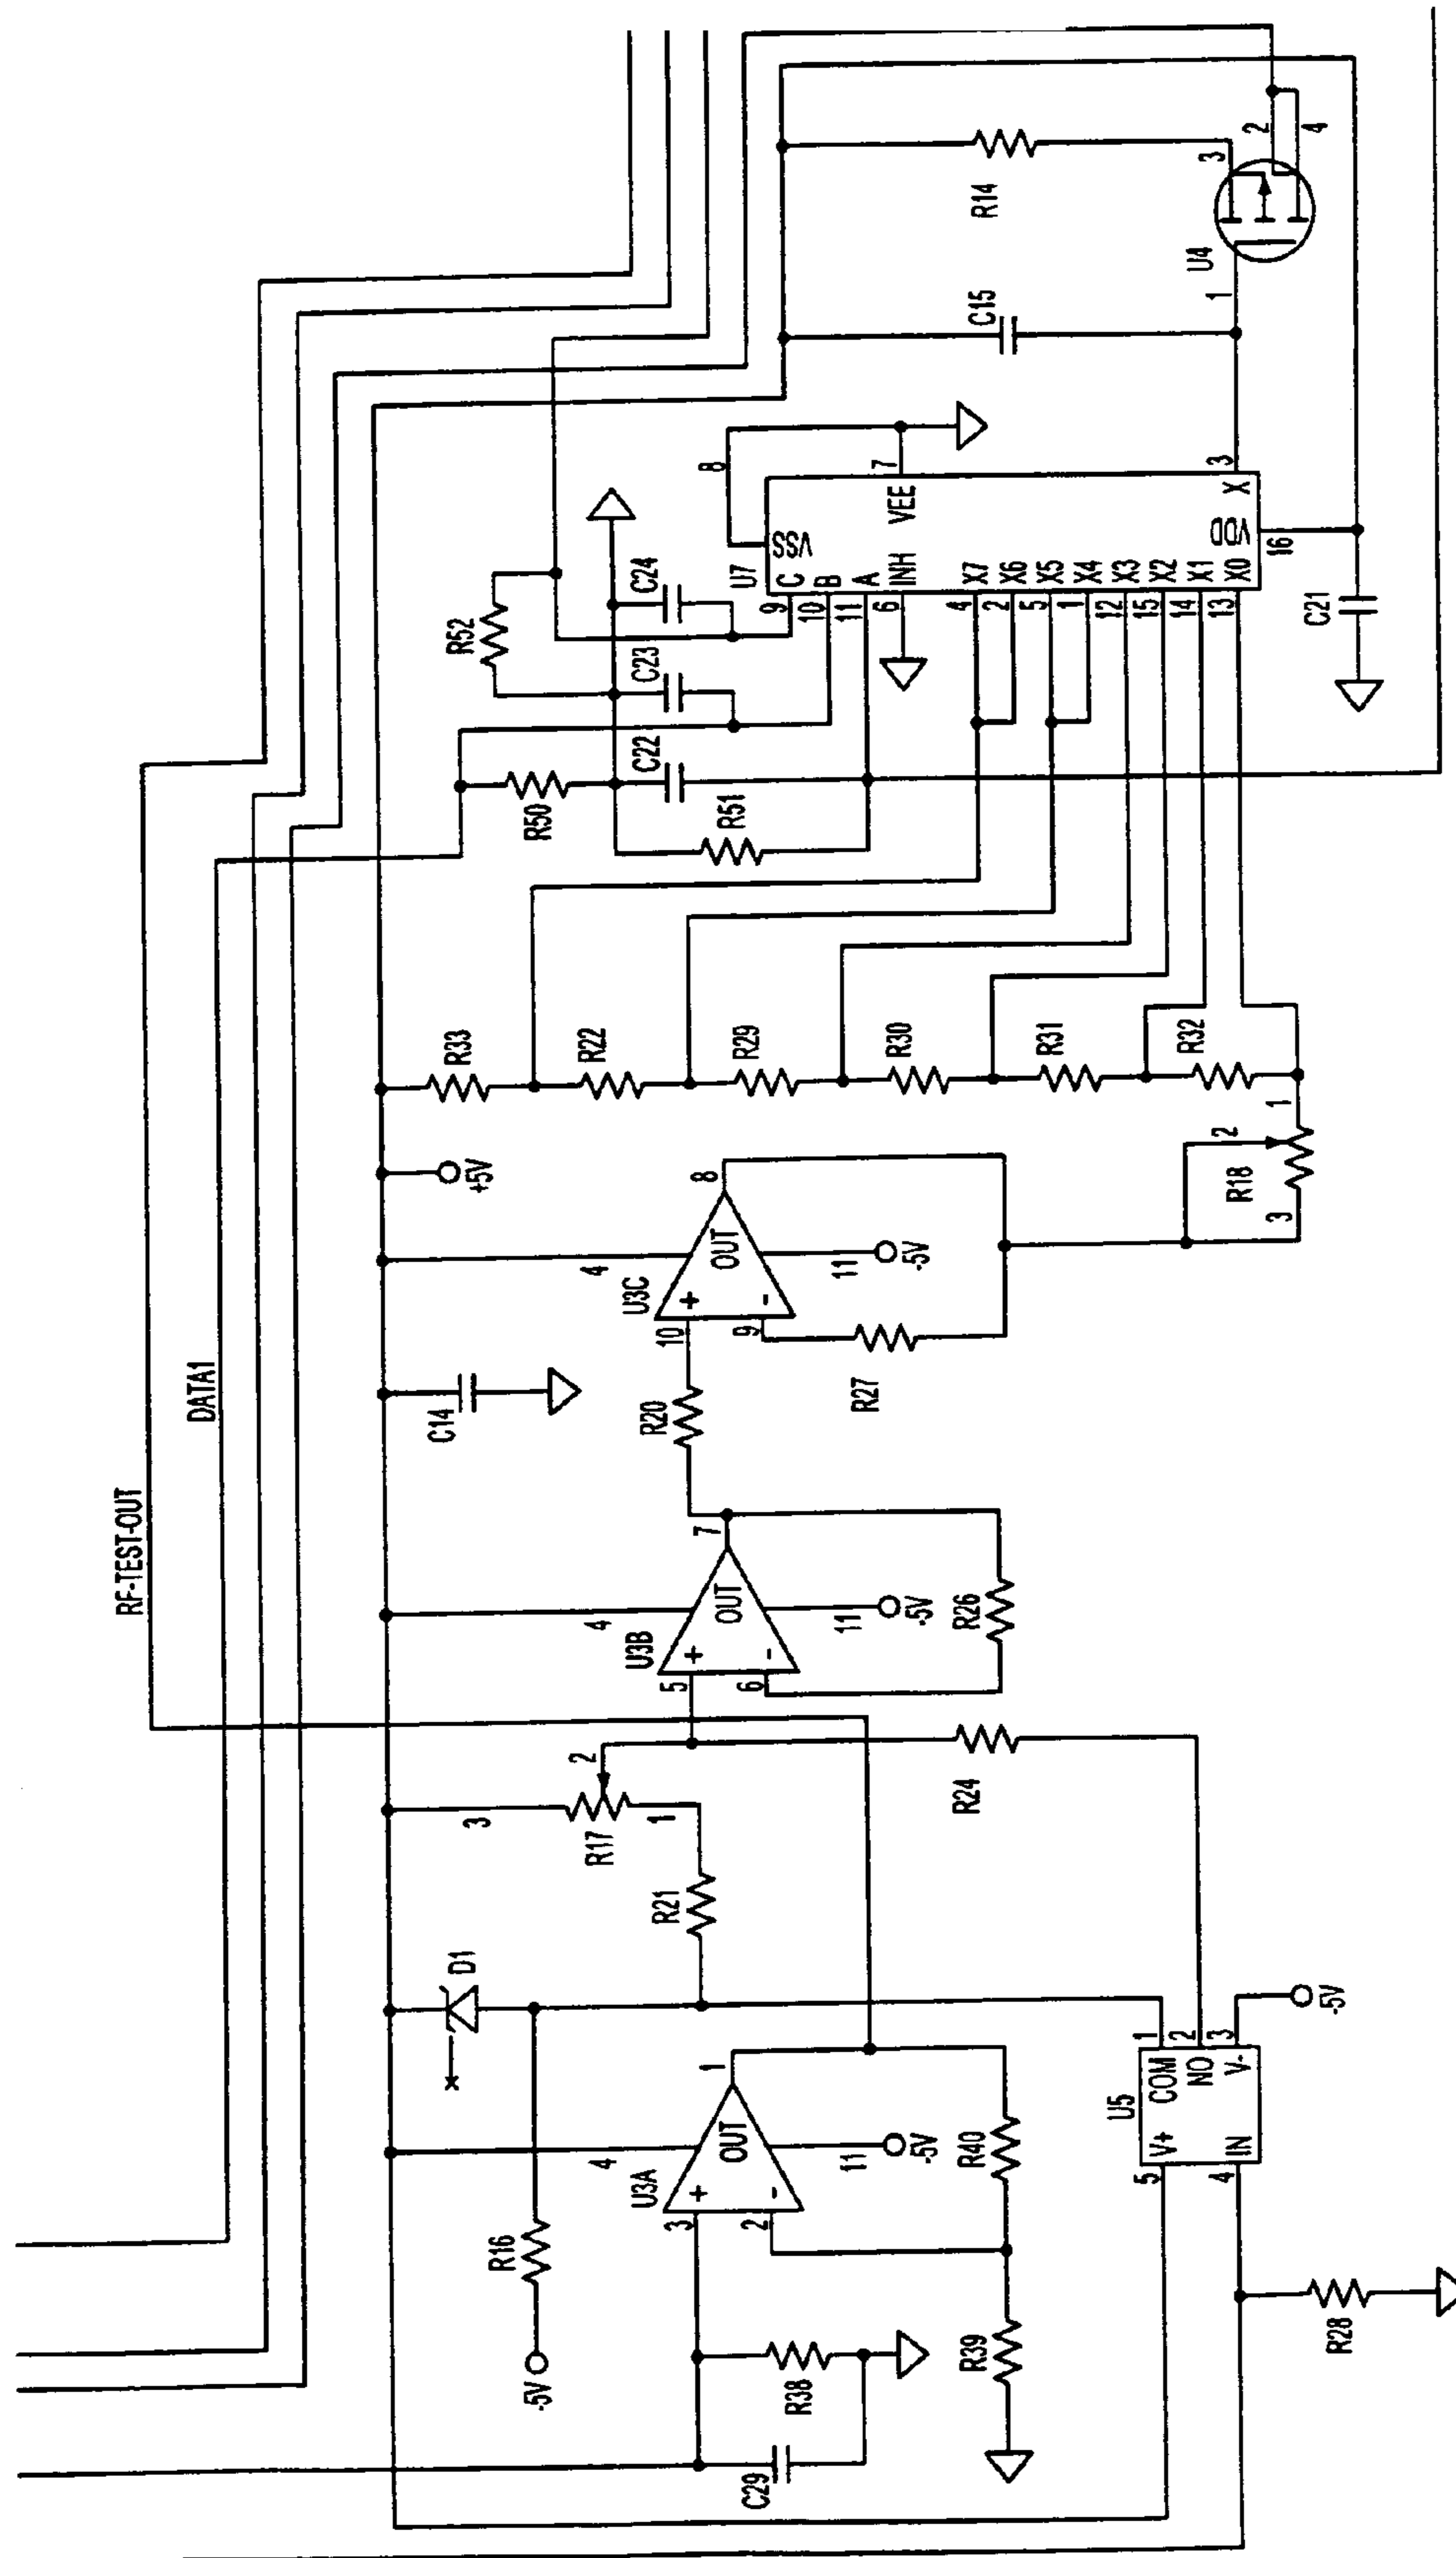 RF-TEST-OUT
DATA1
-5V
R16
D1
+5V
C14
R33
R22
R29
R30
R31
R32
R50
R52
C22
C23
C24
R51
C29
R38
R39
R40
U3A
3
+
2
-
OUT
4
11
-5V
1
3
R17
2
1
R21
R24
U3B
5
+
6
-
OUT
4
11
-5V
7
R26
R20
R27
U3C
10
+
9
-
OUT
4
11
-5V
8
R18
3
2
1
U5
5
V+
4
IN
COM
1
NO
2
V-
3
-5V
R28
U7
VSS
8
9
C
10
B
11
A
6
INH
VEE
7
4
X7
2
X6
5
X5
1
X4
12
X3
15
X2
14
X1
13
X0
VDD
16
X
3
C21
C15
R14
U4
1
3
2
4